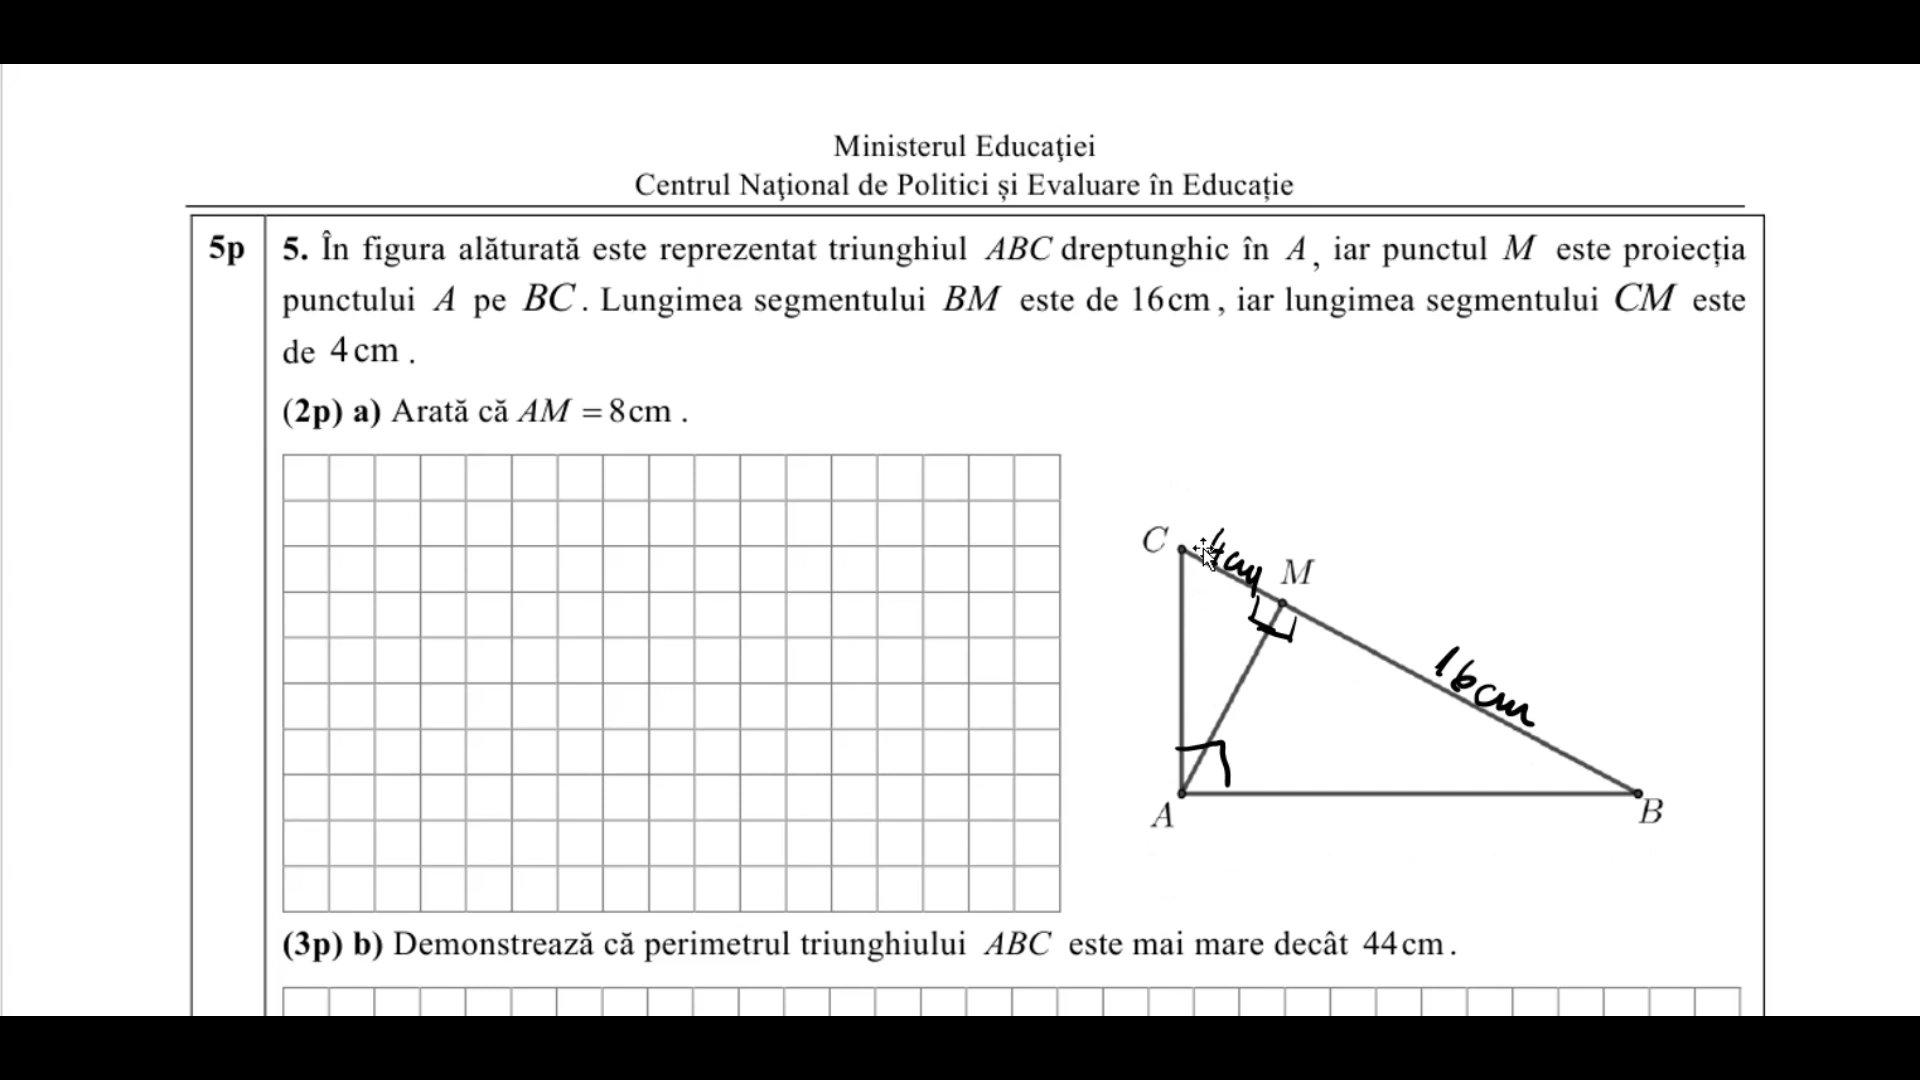 Ministerul Educaţiei
Centrul Naţional de Politici și Evaluare în Educație
5p
5. În figura alăturată este reprezentat triunghiul ABC dreptunghic în A, iar punctul M este proiecția
punctului A pe BC. Lungimea segmentului BM este de 16cm, iar lungimea segmentului CM este
de 4cm.
(2p) a) Arată că AM = 8cm.
C
4cm
M
16cm
A
B
(3p) b) Demonstrează că perimetrul triunghiului ABC este mai mare decât 44cm.